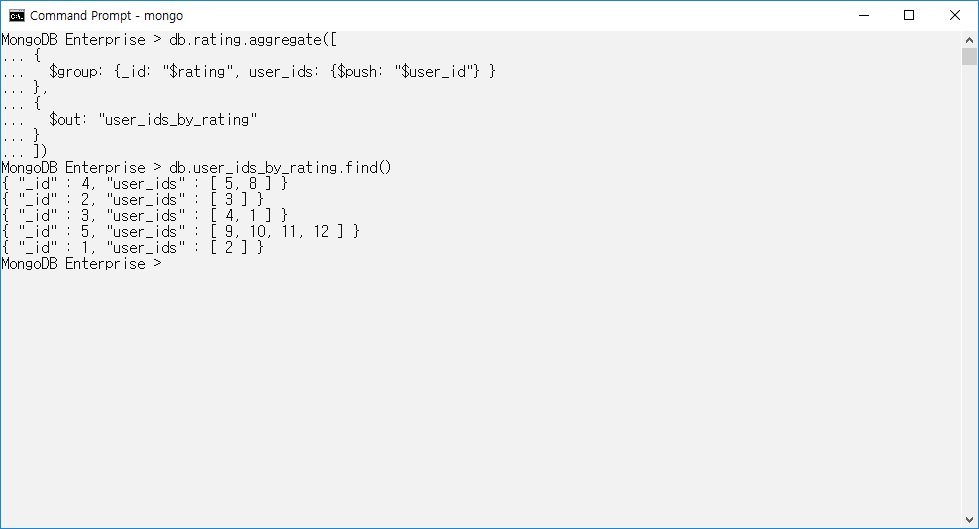 Command Prompt - mongo
MongoDB Enterprise > db.rating.aggregate([
... {
...   $group: {_id: "$rating", user_ids: {$push: "$user_id"} }
... },
... {
...   $out: "user_ids_by_rating"
... }
... ])
MongoDB Enterprise > db.user_ids_by_rating.find()
{ "_id" : 4, "user_ids" : [ 5, 8 ] }
{ "_id" : 2, "user_ids" : [ 3 ] }
{ "_id" : 3, "user_ids" : [ 4, 1 ] }
{ "_id" : 5, "user_ids" : [ 9, 10, 11, 12 ] }
{ "_id" : 1, "user_ids" : [ 2 ] }
MongoDB Enterprise >